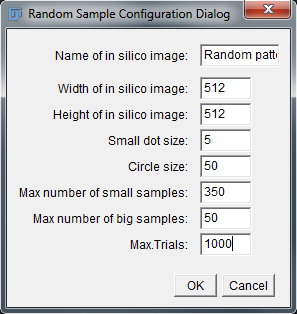 Random Sample Configuration Dialog
Name of in silico image: Random patte
Width of in silico image: 512
Height of in silico image: 512
Small dot size: 5
Circle size: 50
Max number of small samples: 350
Max number of big samples: 50
Max.Trials: 1000
OK Cancel